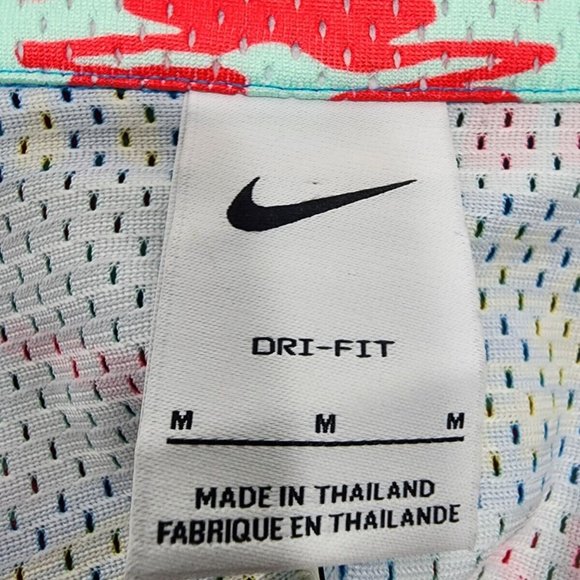 DRI-FIT
M M M
MADE IN THAILAND
FABRIQUE EN THAILANDE